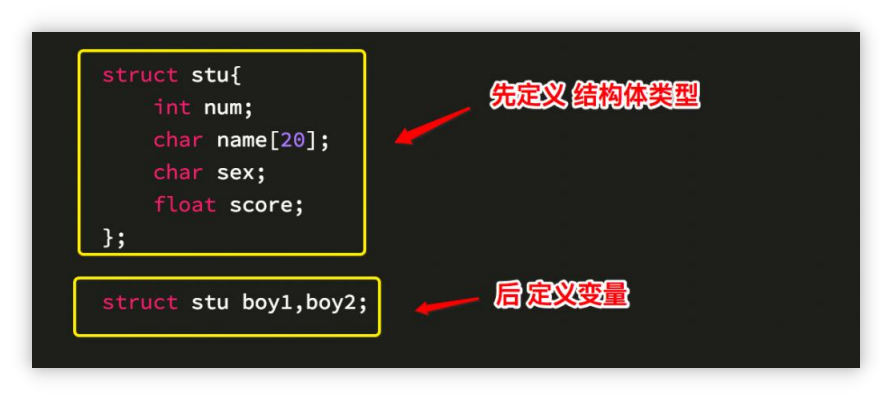 struct stu{
int num;
先定义 结构体类型
char name[20];
char sex;
float score;
};
struct stu boy1,boy2;
后 定义变量